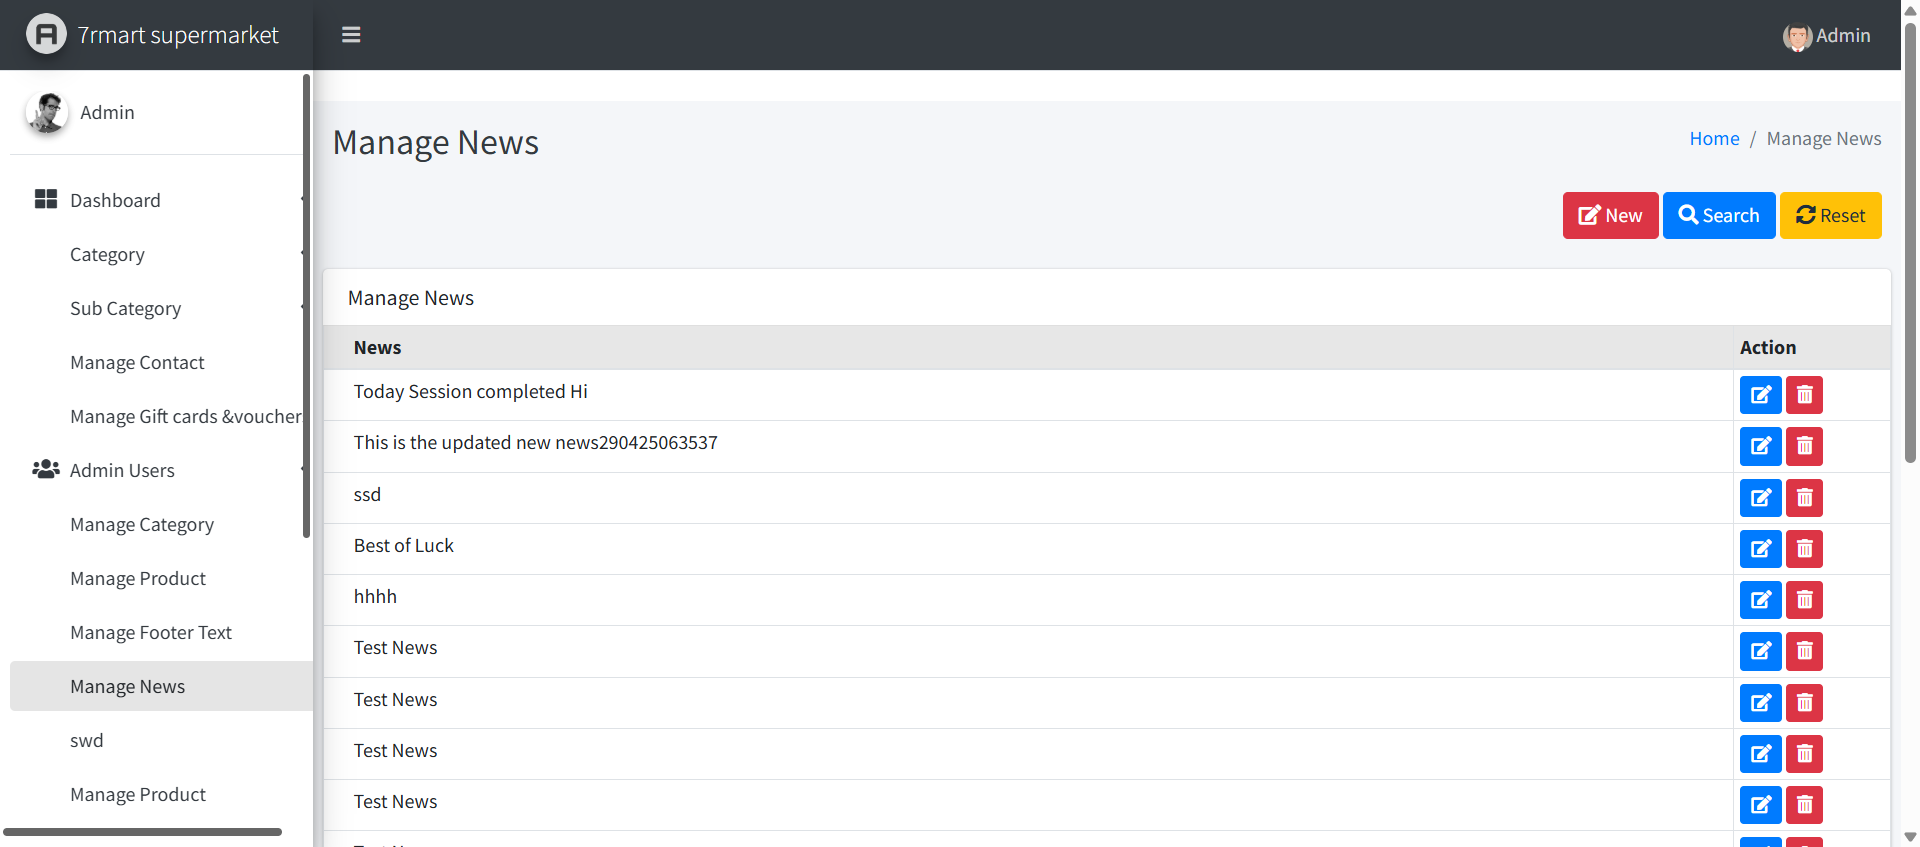 7rmart supermarket
Admin
Admin
Dashboard
Category
Sub Category
Manage Contact
Manage Gift cards &voucher
Admin Users
Manage Category
Manage Product
Manage Footer Text
Manage News
swd
Manage Product
Manage News
Home / Manage News
New Search Reset
Manage News
News Action
Today Session completed Hi
This is the updated new news290425063537
ssd
Best of Luck
hhhh
Test News
Test News
Test News
Test News